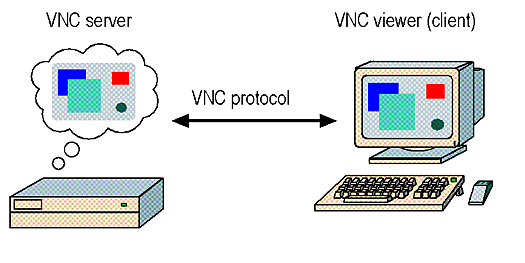 VNC server
VNC viewer (client)
VNC protocol